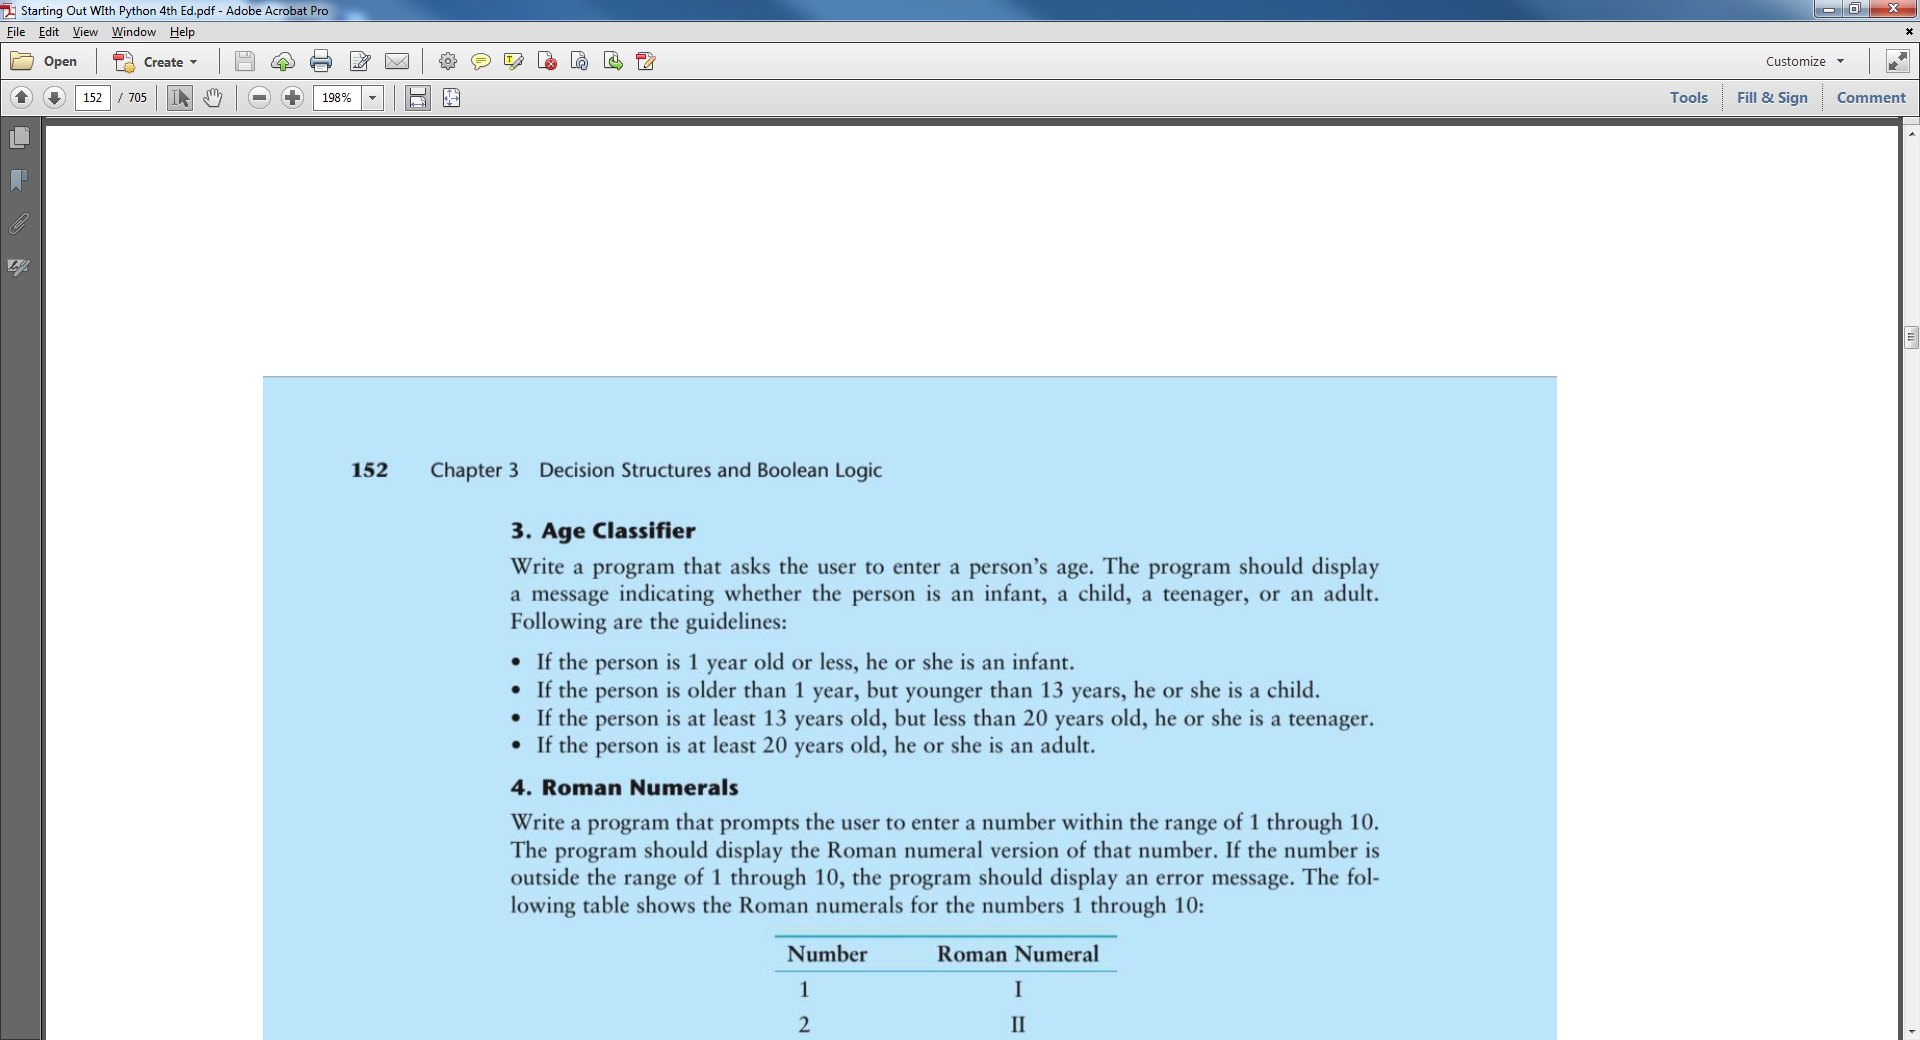 Starting Out WIth Python 4th Ed.pdf - Adobe Acrobat Pro
File Edit View Window Help
Open Create Customize
152 / 705 198% Tools Fill & Sign Comment
152 Chapter 3 Decision Structures and Boolean Logic
3. Age Classifier
Write a program that asks the user to enter a person's age. The program should display
a message indicating whether the person is an infant, a child, a teenager, or an adult.
Following are the guidelines:
• If the person is 1 year old or less, he or she is an infant.
• If the person is older than 1 year, but younger than 13 years, he or she is a child.
• If the person is at least 13 years old, but less than 20 years old, he or she is a teenager.
• If the person is at least 20 years old, he or she is an adult.
4. Roman Numerals
Write a program that prompts the user to enter a number within the range of 1 through 10.
The program should display the Roman numeral version of that number. If the number is
outside the range of 1 through 10, the program should display an error message. The fol-
lowing table shows the Roman numerals for the numbers 1 through 10:
Number Roman Numeral
1 I
2 II